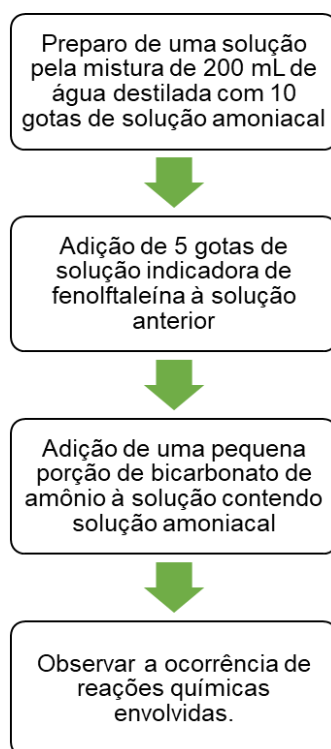 Preparo de uma solução
pela mistura de 200 mL de
água destilada com 10
gotas de solução amoniacal
Adição de 5 gotas de
solução indicadora de
fenolftaleína à solução
anterior
Adição de uma pequena
porção de bicarbonato de
amônio à solução contendo
solução amoniacal
Observar a ocorrência de
reações químicas
envolvidas.